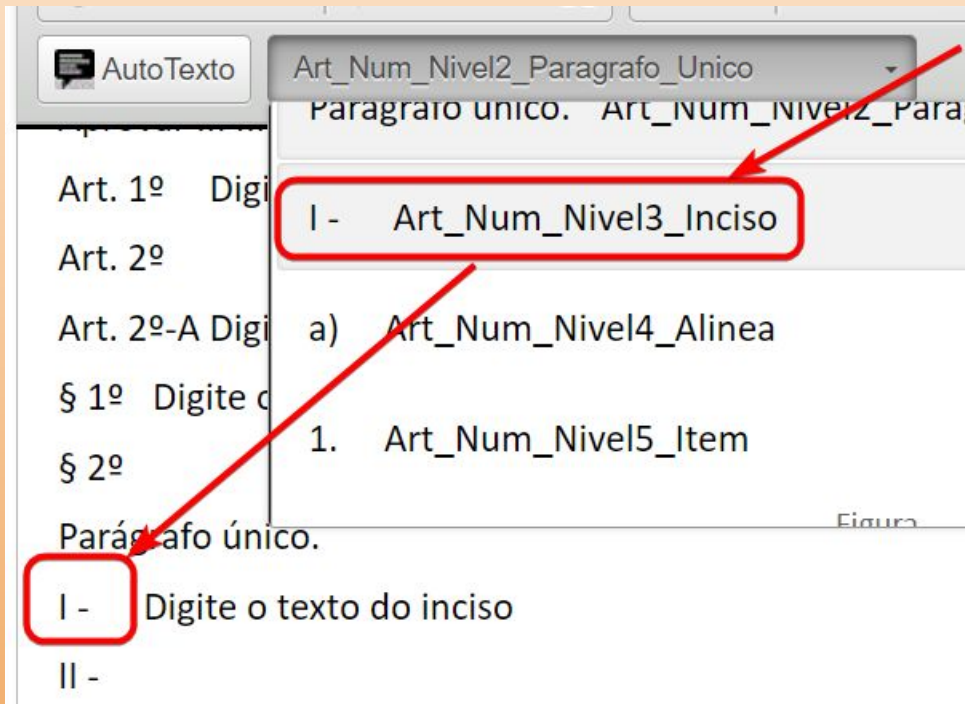 AutoTexto
Art_Num_Nivel2_Paragrafo_Unico
Parágrafo único. Art_Num_Nivel2_Pará
Art. 1º Digi
I - Art_Num_Nivel3_Inciso
Art. 2º
Art. 2º-A Digi
a) Art_Num_Nivel4_Alinea
§ 1º Digite o
1. Art_Num_Nivel5_Item
§ 2º
Figura
Parágrafo único.
I - Digite o texto do inciso
II -